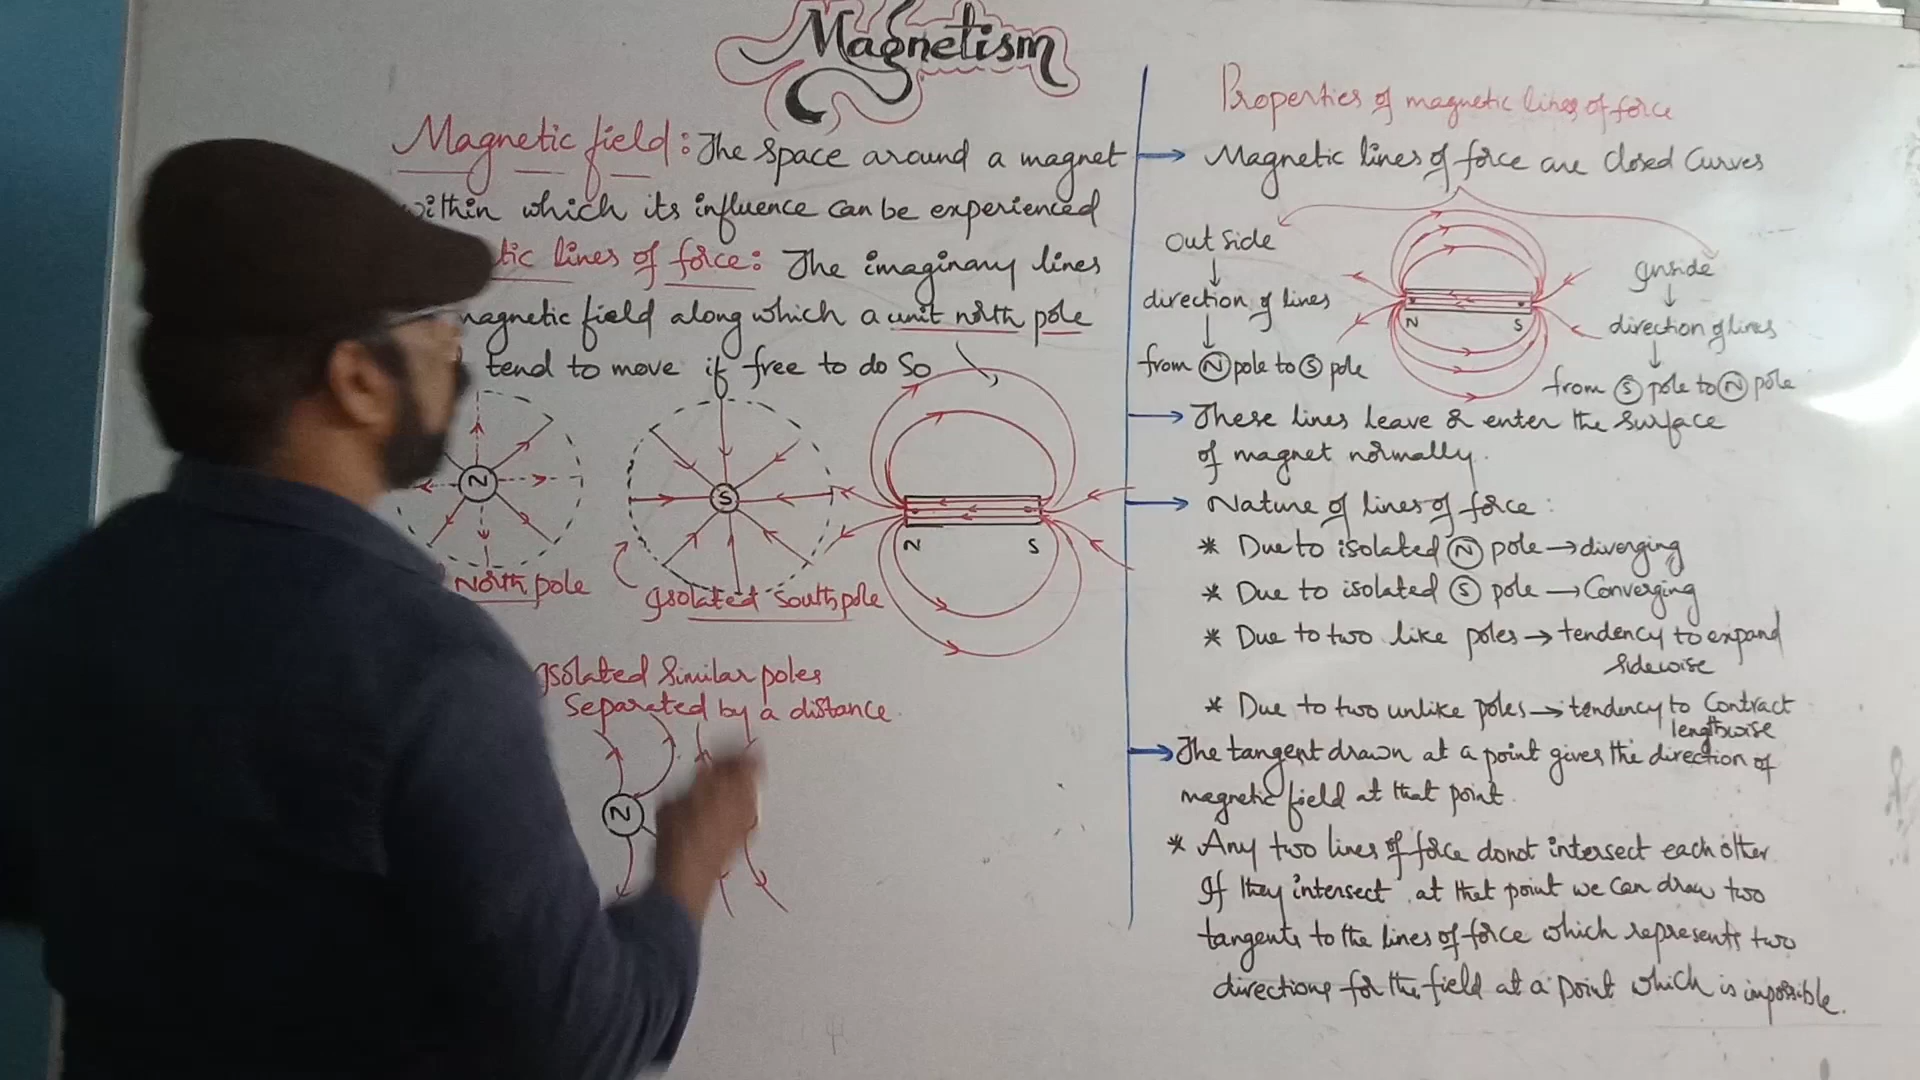 Magnetism
Magnetic field: The space around a magnet
within which its influence can be experienced
tic lines of force: The imaginary lines
magnetic field along which a unit north pole
tend to move if free to do So
N
S
N S
North pole
Isolated South pole
Isolated Similar poles
Separated by a distance.
N
Properties of magnetic lines of force
→ Magnetic lines of force are closed Curves
Out side
↓
direction of lines
↓
from Ⓝ pole to Ⓢ pole
N S
Inside
↓
direction of lines
↓
from Ⓢ pole to Ⓝ pole
→ These lines leave & enter the surface
of magnet normally.
→ Nature of lines of force:
* Due to isolated Ⓝ pole → diverging
* Due to isolated Ⓢ pole → Converging
* Due to two like poles → tendency to expand
sidewise
* Due to two unlike poles → tendency to Contract
lengthwise
→ The tangent drawn at a point gives the direction of
magnetic field at that point.
* Any two lines of force donot intersect each other.
If they intersect, at that point we can draw two
tangents to the lines of force which represents two
directions for the field at a point which is impossible.